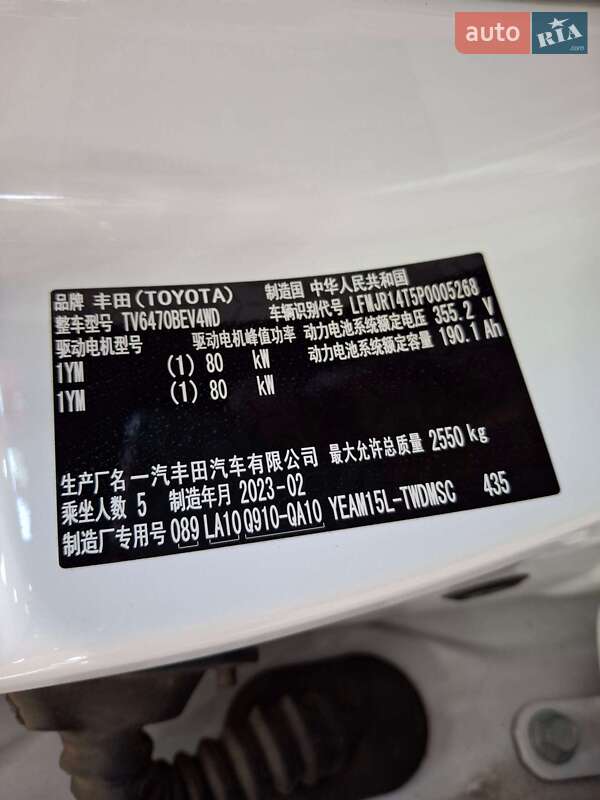 auto RIA .com
品牌 丰田(TOYOTA) 制造国 中华人民共和国
整车型号 TV6470BEV4WD 车辆识别代号 LFMJR14T5P0005268
驱动电机型号 驱动电机峰值功率 动力电池系统额定电压 355.2 V
1YM (1) 80 kW 动力电池系统额定容量 190.1 Ah
1YM (1) 80 kW
生产厂名 一汽丰田汽车有限公司 最大允许总质量 2550 kg
乘坐人数 5 制造年月 2023-02
制造厂专用号 089 LA10 Q910-QA10 YEAM15L-TWDMSC 435